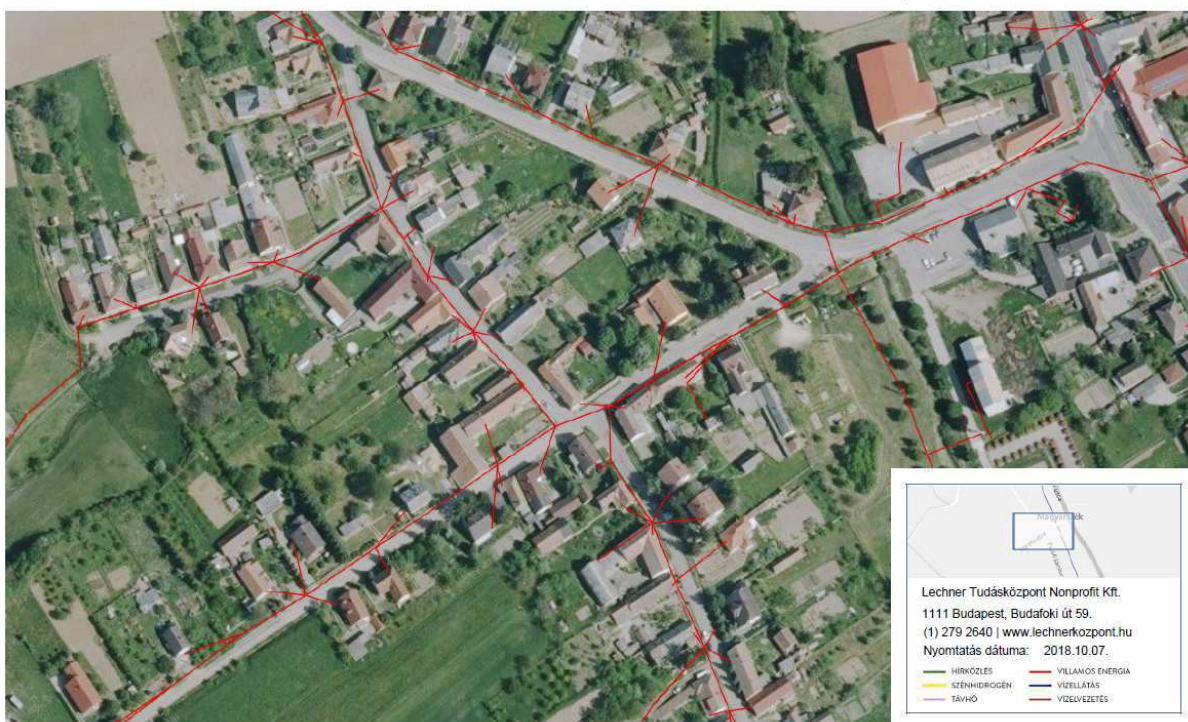 Lechner Tudásközpont Nonprofit Kft.
1111 Budapest, Budafoki út 59.
(1) 279 2640 | www.lechnerkozpont.hu
Nyomtatás dátuma: 2018.10.07.
HÍRKÖZLÉS VILLAMOS ENERGIA
SZÉNHIDROGÉN VÍZELLÁTÁS
TÁVHŐ VÍZELVEZETÉS